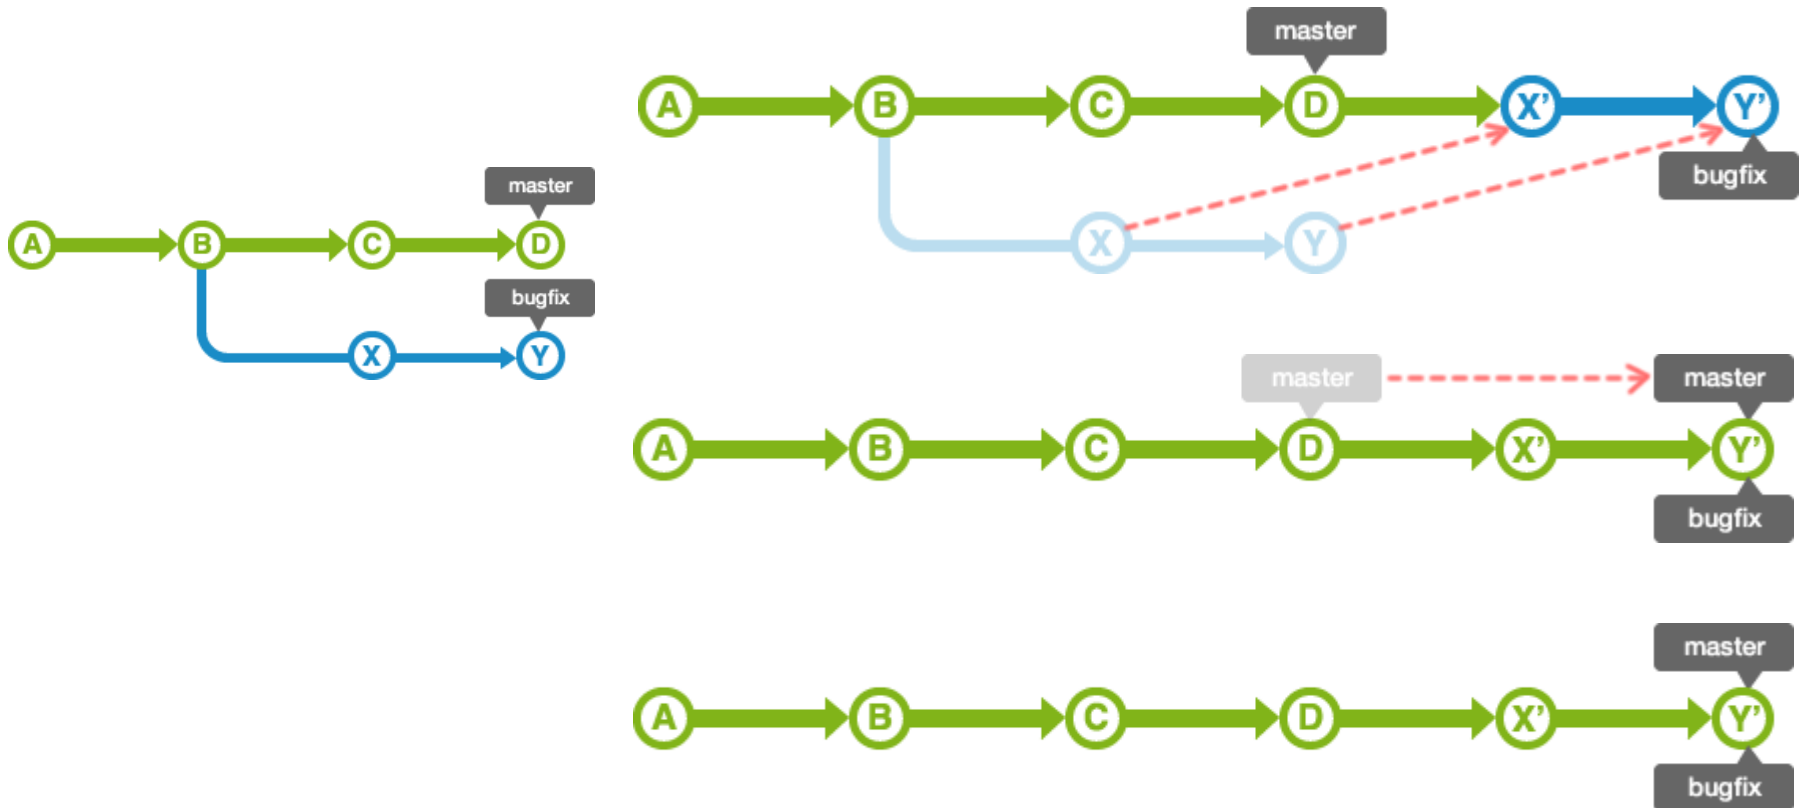 master
A B C D
bugfix
X Y
master
A B C D X’ Y’
bugfix
X Y
master master
A B C D X’ Y’
bugfix
master
A B C D X’ Y’
bugfix